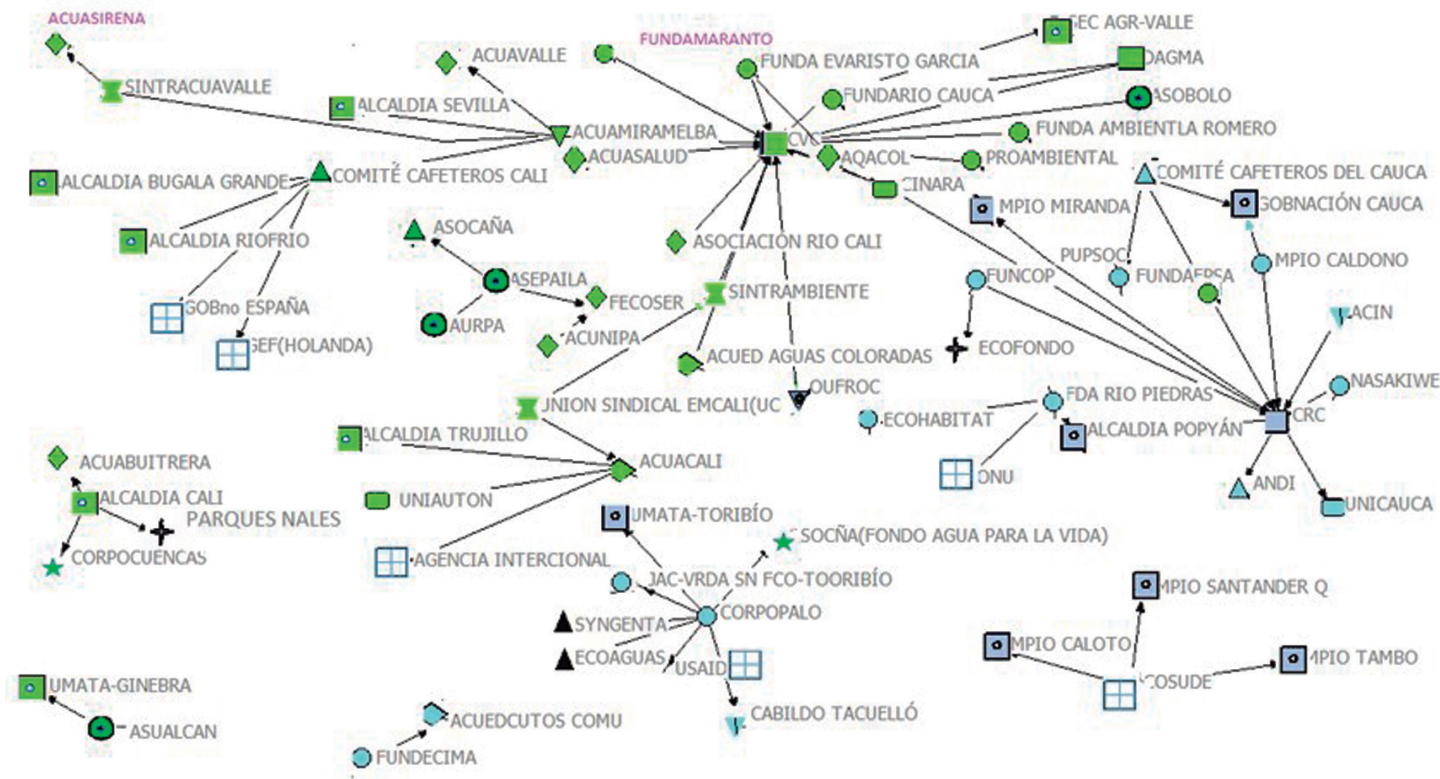 ACUASIRENA
SEC AGR-VALLE
FUNDAMARANTO
ACUAVALLE
FUNDA EVARISTO GARCIA
DAGMA
SINTRACUAVALLE
FUNDARIO CAUCA
ASOBOLO
ALCALDIA SEVILLA
ACUAMIRAMELBA
CVC
FUNDA AMBIENTLA ROMERO
ACUASALUD
AQACOL
PROAMBIENTAL
COMITÉ CAFETEROS DEL CAUCA
COMITÉ CAFETEROS CALI
ALCALDIA BUGALA GRANDE
CINARA
MPIO MIRANDA
GOBNACIÓN CAUCA
ASOCAÑA
ALCALDIA RIOFRIO
ASOCIACIÓN RIO CALI
PUPSOC
MPIO CALDONO
ASEPAILA
FUNCOP
FUNDAEPSA
SINTRAMBIENTE
FECOSER
GOBno ESPAÑA
ACIN
AURPA
ACUNIPA
GEF(HOLANDA)
ACUED AGUAS COLORADAS
ECOFONDO
OUFROC
NASAKIWE
FDA RIO PIEDRAS
UNION SINDICAL EMCALI(UC
ECOHABITAT
CRC
ALCALDIA TRUJILLO
ALCALDIA POPYÁN
ACUABUITRERA
ACUACALI
ONU
ANDI
ALCALDIA CALI
UNIAUTON
UNICAUCA
PARQUES NALES
UMATA-TORIBÍO
SOCÑA(FONDO AGUA PARA LA VIDA)
CORPOCUENCAS
AGENCIA INTERCIONAL
JAC-VRDA SN FCO-TOORIBÍO
MPIO SANTANDER Q
CORPOPALO
SYNGENTA
MPIO CALOTO
ECOAGUAS
USAID
MPIO TAMBO
UMATA-GINEBRA
COSUDE
CABILDO TACUELLÓ
ACUEDCUTOS COMU
ASUALCAN
FUNDECIMA